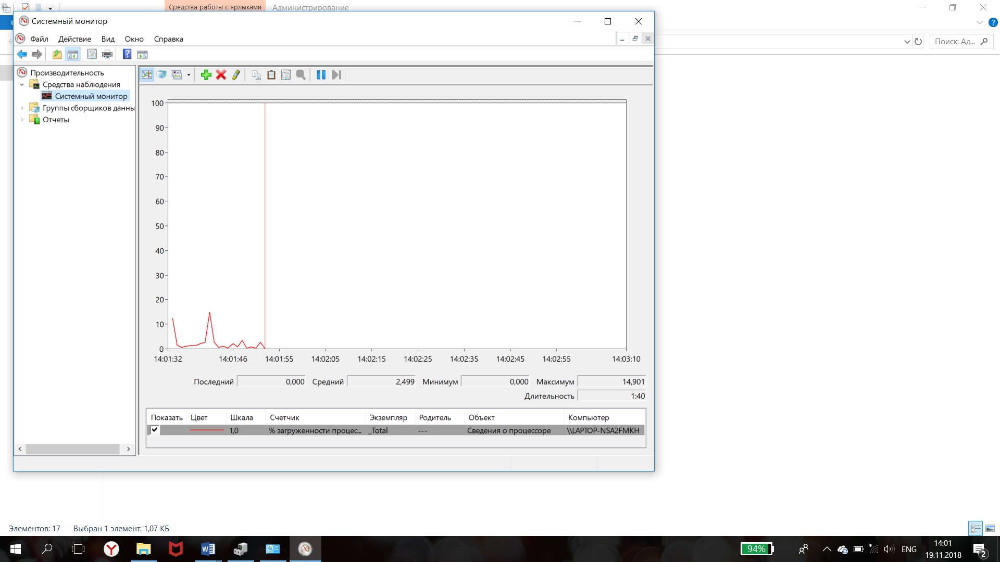 Средства работы с ярлыками
Администрирование
Системный монитор
Файл Действие Вид Окно Справка
Поиск: Ад...
Производительность
Средства наблюдения
Системный монитор
Группы сборщиков данны
Отчеты
100
90
80
70
60
50
40
30
20
10
0
14:01:32 14:01:46 14:01:55 14:02:05 14:02:15 14:02:25 14:02:35 14:02:45 14:02:55 14:03:10
Последний 0,000 Средний 2,499 Минимум 0,000 Максимум 14,901
Длительность 1:40
Показать Цвет Шкала Счетчик Экземпляр Родитель Объект Компьютер
1,0 % загруженности процес... _Total --- Сведения о процессоре \\LAPTOP-NSA2FMKH
Элементов: 17 Выбран 1 элемент: 1,07 КБ
94% ENG 14:01
19.11.2018
2